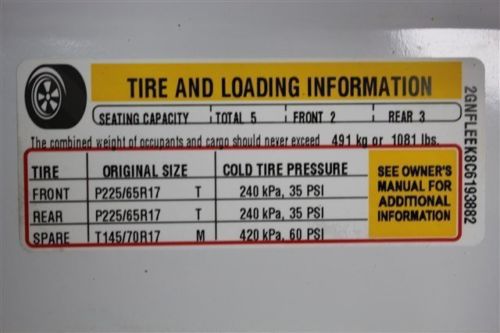 TIRE AND LOADING INFORMATION
SEATING CAPACITY TOTAL 5 FRONT 2 REAR 3
The combined weight of occupants and cargo should never exceed 491 kg or 1081 lbs.
TIRE ORIGINAL SIZE COLD TIRE PRESSURE
FRONT P225/65R17 T 240 kPa, 35 PSI
REAR P225/65R17 T 240 kPa, 35 PSI
SPARE T145/70R17 M 420 kPa, 60 PSI
SEE OWNER'S
MANUAL FOR
ADDITIONAL
INFORMATION
2GNFLEEK8C6193882